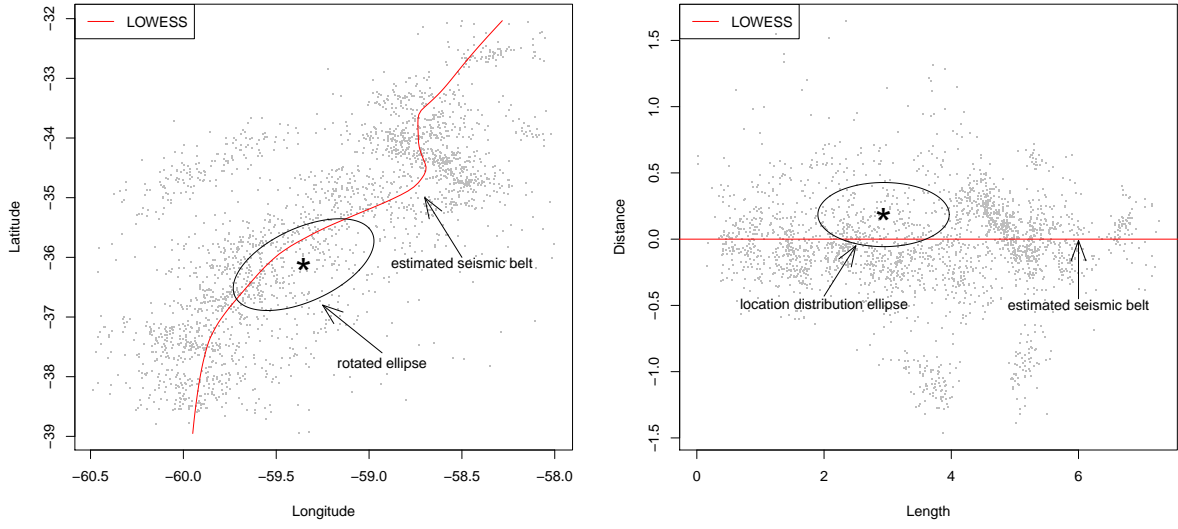 LOWESS
−32
−33
−34
−35
−36
−37
−38
−39
Latitude
estimated seismic belt
*
rotated ellipse
−60.5
−60.0
−59.5
−59.0
−58.5
−58.0
Longitude
LOWESS
1.5
1.0
0.5
0.0
−0.5
−1.0
−1.5
Distance
*
location distribution ellipse
estimated seismic belt
0
2
4
6
Length